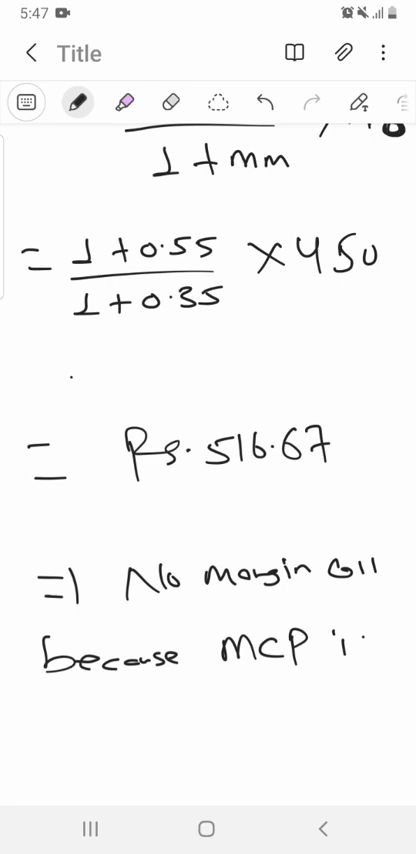 5:47
Title
1 + mm
= 1 + 0.55 × 450
1 + 0.35
= Rs. 516.67
=) No margin call
because MCP i